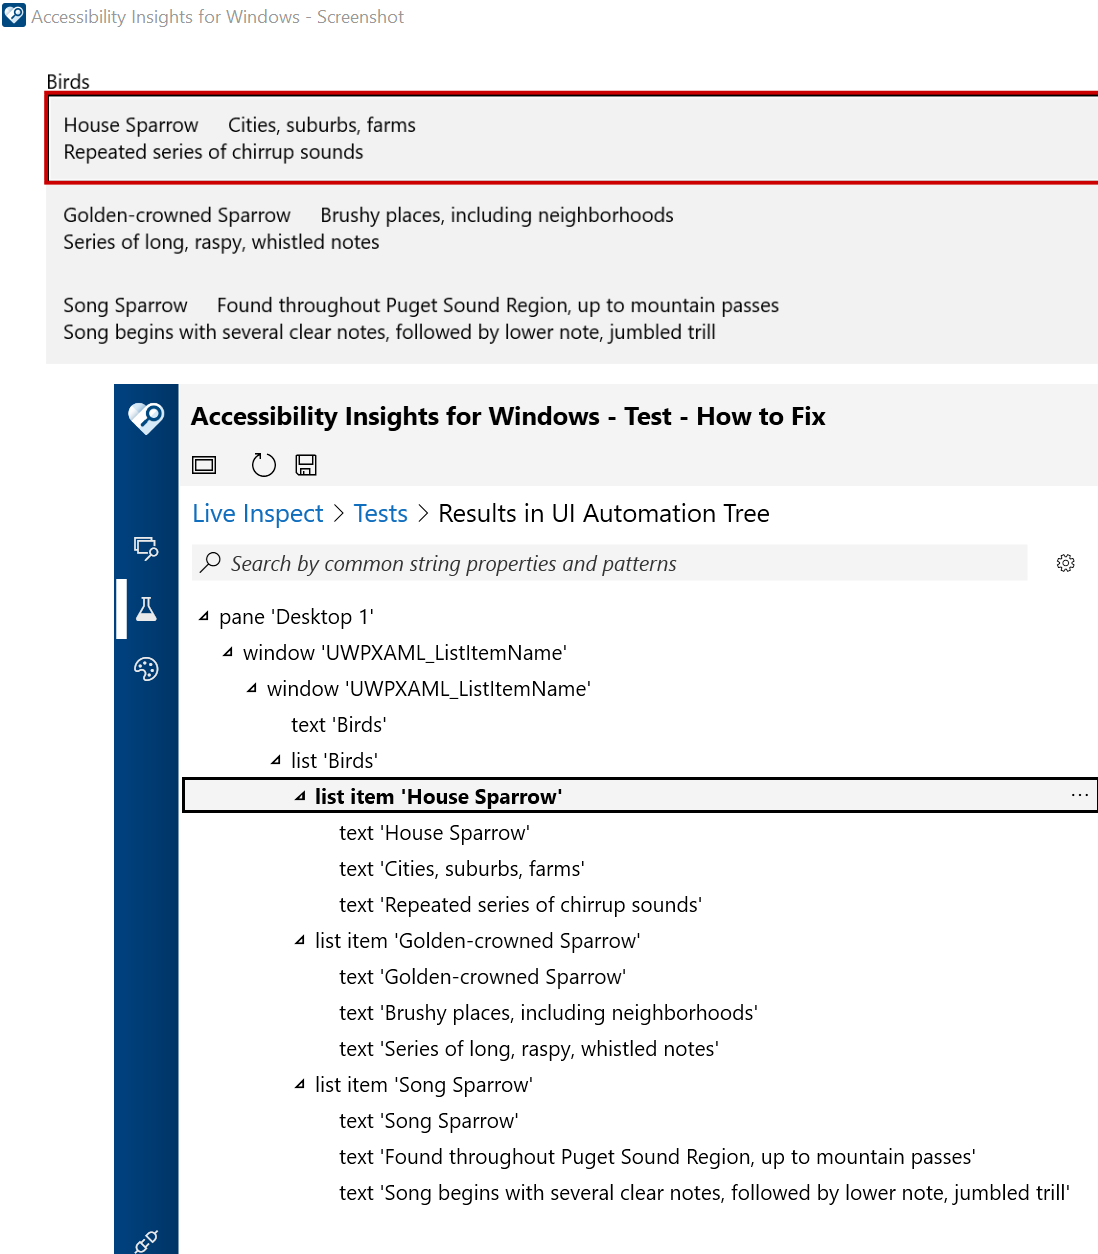 Accessibility Insights for Windows - Screenshot
Birds
House Sparrow Cities, suburbs, farms
Repeated series of chirrup sounds
Golden-crowned Sparrow Brushy places, including neighborhoods
Series of long, raspy, whistled notes
Song Sparrow Found throughout Puget Sound Region, up to mountain passes
Song begins with several clear notes, followed by lower note, jumbled trill
Accessibility Insights for Windows - Test - How to Fix
Live Inspect > Tests > Results in UI Automation Tree
Search by common string properties and patterns
pane 'Desktop 1'
window 'UWPXAML_ListItemName'
window 'UWPXAML_ListItemName'
text 'Birds'
list 'Birds'
list item 'House Sparrow' ...
text 'House Sparrow'
text 'Cities, suburbs, farms'
text 'Repeated series of chirrup sounds'
list item 'Golden-crowned Sparrow'
text 'Golden-crowned Sparrow'
text 'Brushy places, including neighborhoods'
text 'Series of long, raspy, whistled notes'
list item 'Song Sparrow'
text 'Song Sparrow'
text 'Found throughout Puget Sound Region, up to mountain passes'
text 'Song begins with several clear notes, followed by lower note, jumbled trill'